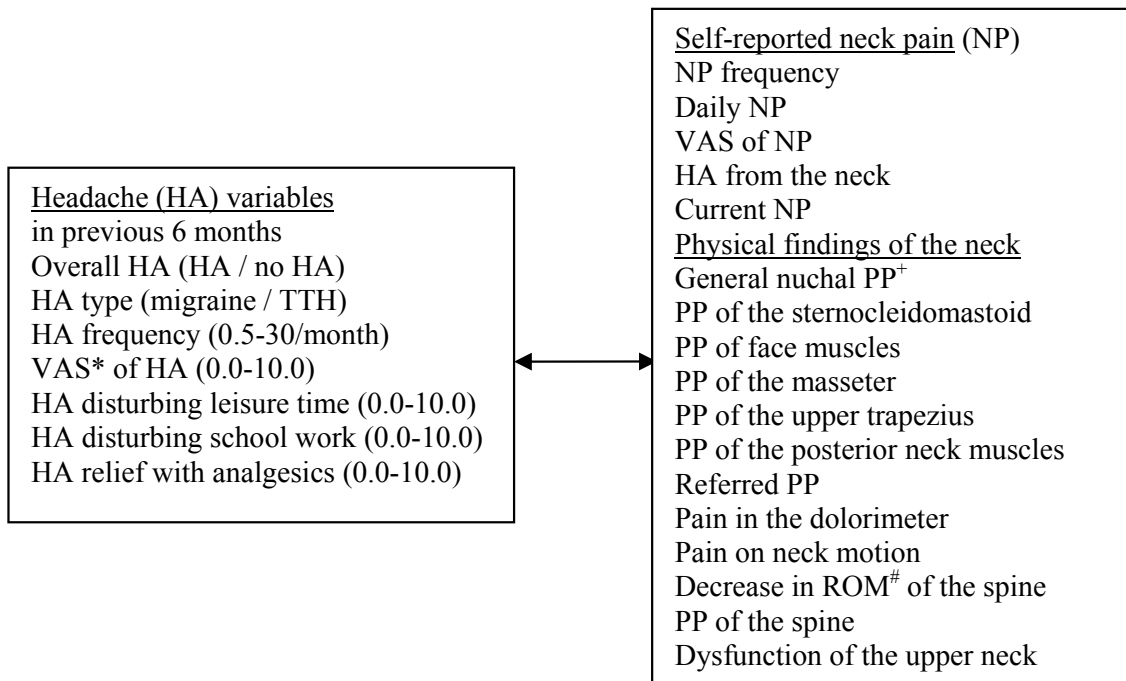 Headache (HA) variables
in previous 6 months
Overall HA (HA / no HA)
HA type (migraine / TTH)
HA frequency (0.5-30/month)
VAS* of HA (0.0-10.0)
HA disturbing leisure time (0.0-10.0)
HA disturbing school work (0.0-10.0)
HA relief with analgesics (0.0-10.0)
Self-reported neck pain (NP)
NP frequency
Daily NP
VAS of NP
HA from the neck
Current NP
Physical findings of the neck
General nuchal PP+
PP of the sternocleidomastoid
PP of face muscles
PP of the masseter
PP of the upper trapezius
PP of the posterior neck muscles
Referred PP
Pain in the dolorimeter
Pain on neck motion
Decrease in ROM# of the spine
PP of the spine
Dysfunction of the upper neck